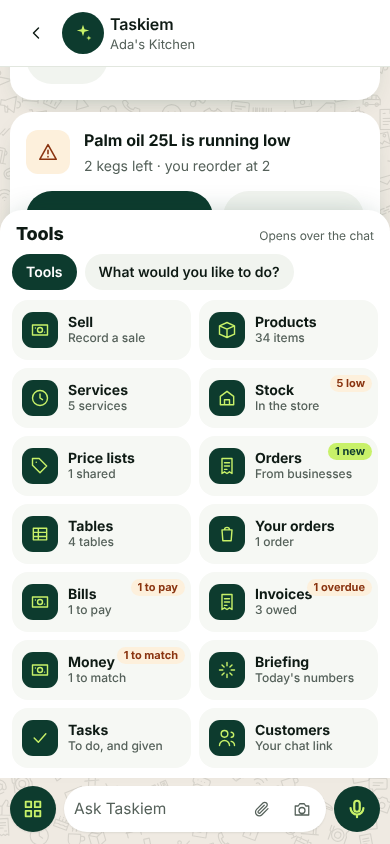 Taskiem
Ada's Kitchen
Palm oil 25L is running low
2 kegs left · you reorder at 2
Tools
Opens over the chat
Tools
What would you like to do?
Sell
Record a sale
Products
34 items
Services
5 services
Stock
5 low
In the store
Price lists
1 shared
Orders
1 new
From businesses
Tables
4 tables
Your orders
1 order
Bills
1 to pay
1 to pay
Invoices
1 overdue
3 owed
Money
1 to match
1 to match
Briefing
Today's numbers
Tasks
To do, and given
Customers
Your chat link
Ask Taskiem